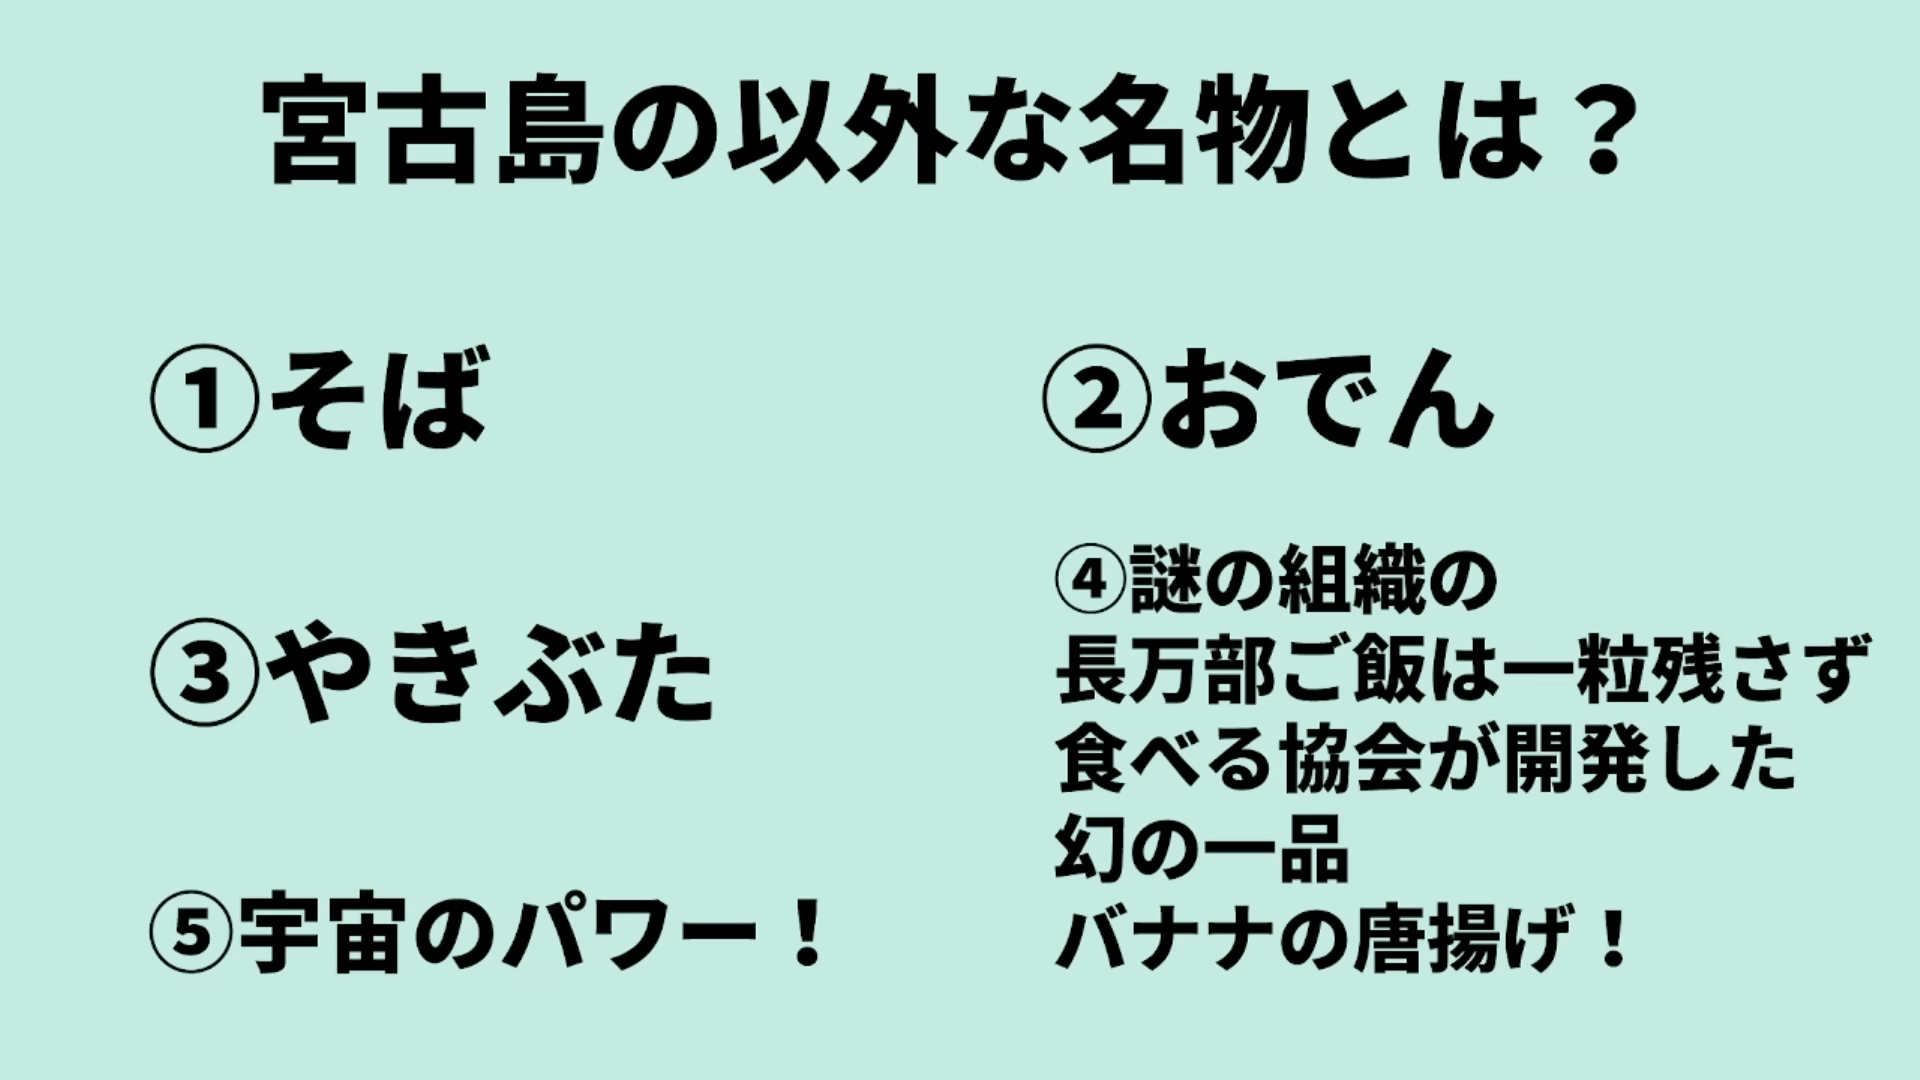 宮古島の以外な名物とは？
①そば
②おでん
③やきぶた
④謎の組織の
長万部ご飯は一粒残さず
食べる協会が開発した
幻の一品
バナナの唐揚げ！
⑤宇宙のパワー！